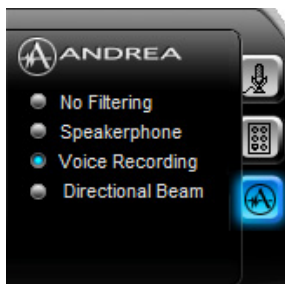 ANDREA
No Filtering
Speakerphone
Voice Recording
Directional Beam